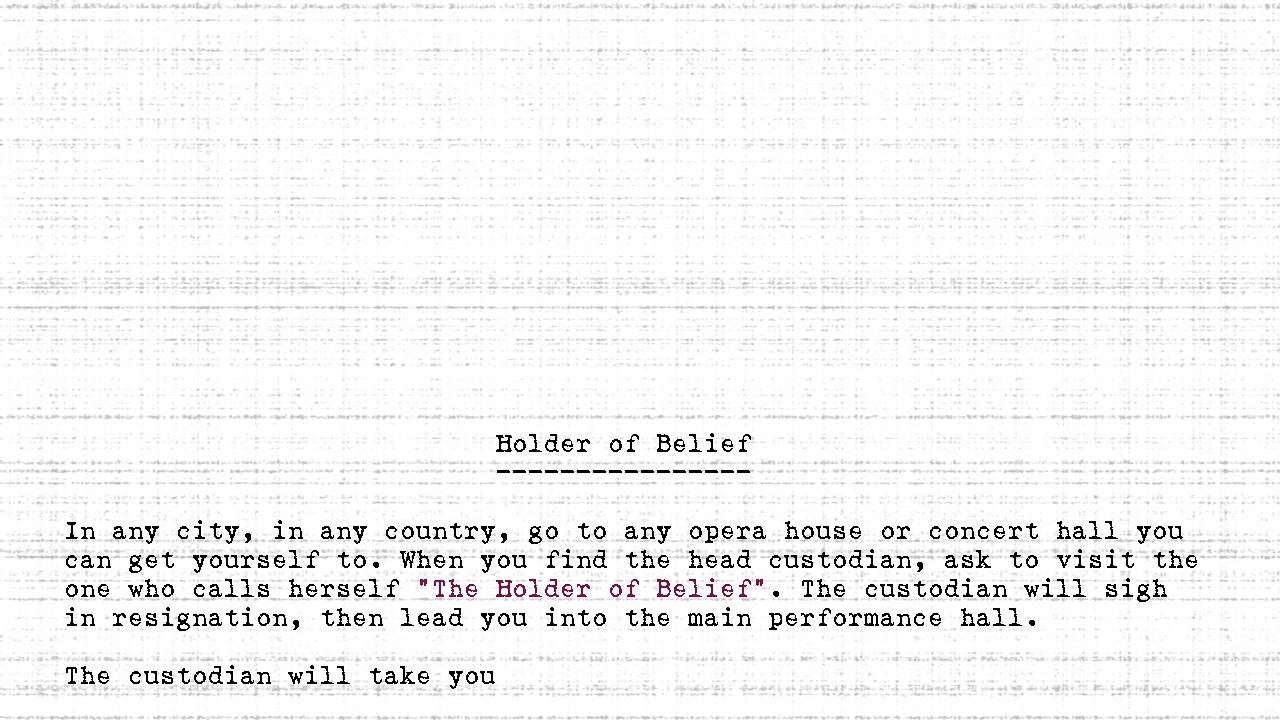 Holder of Belief
----------------
In any city, in any country, go to any opera house or concert hall you
can get yourself to. When you find the head custodian, ask to visit the
one who calls herself "The Holder of Belief". The custodian will sigh
in resignation, then lead you into the main performance hall.
The custodian will take you